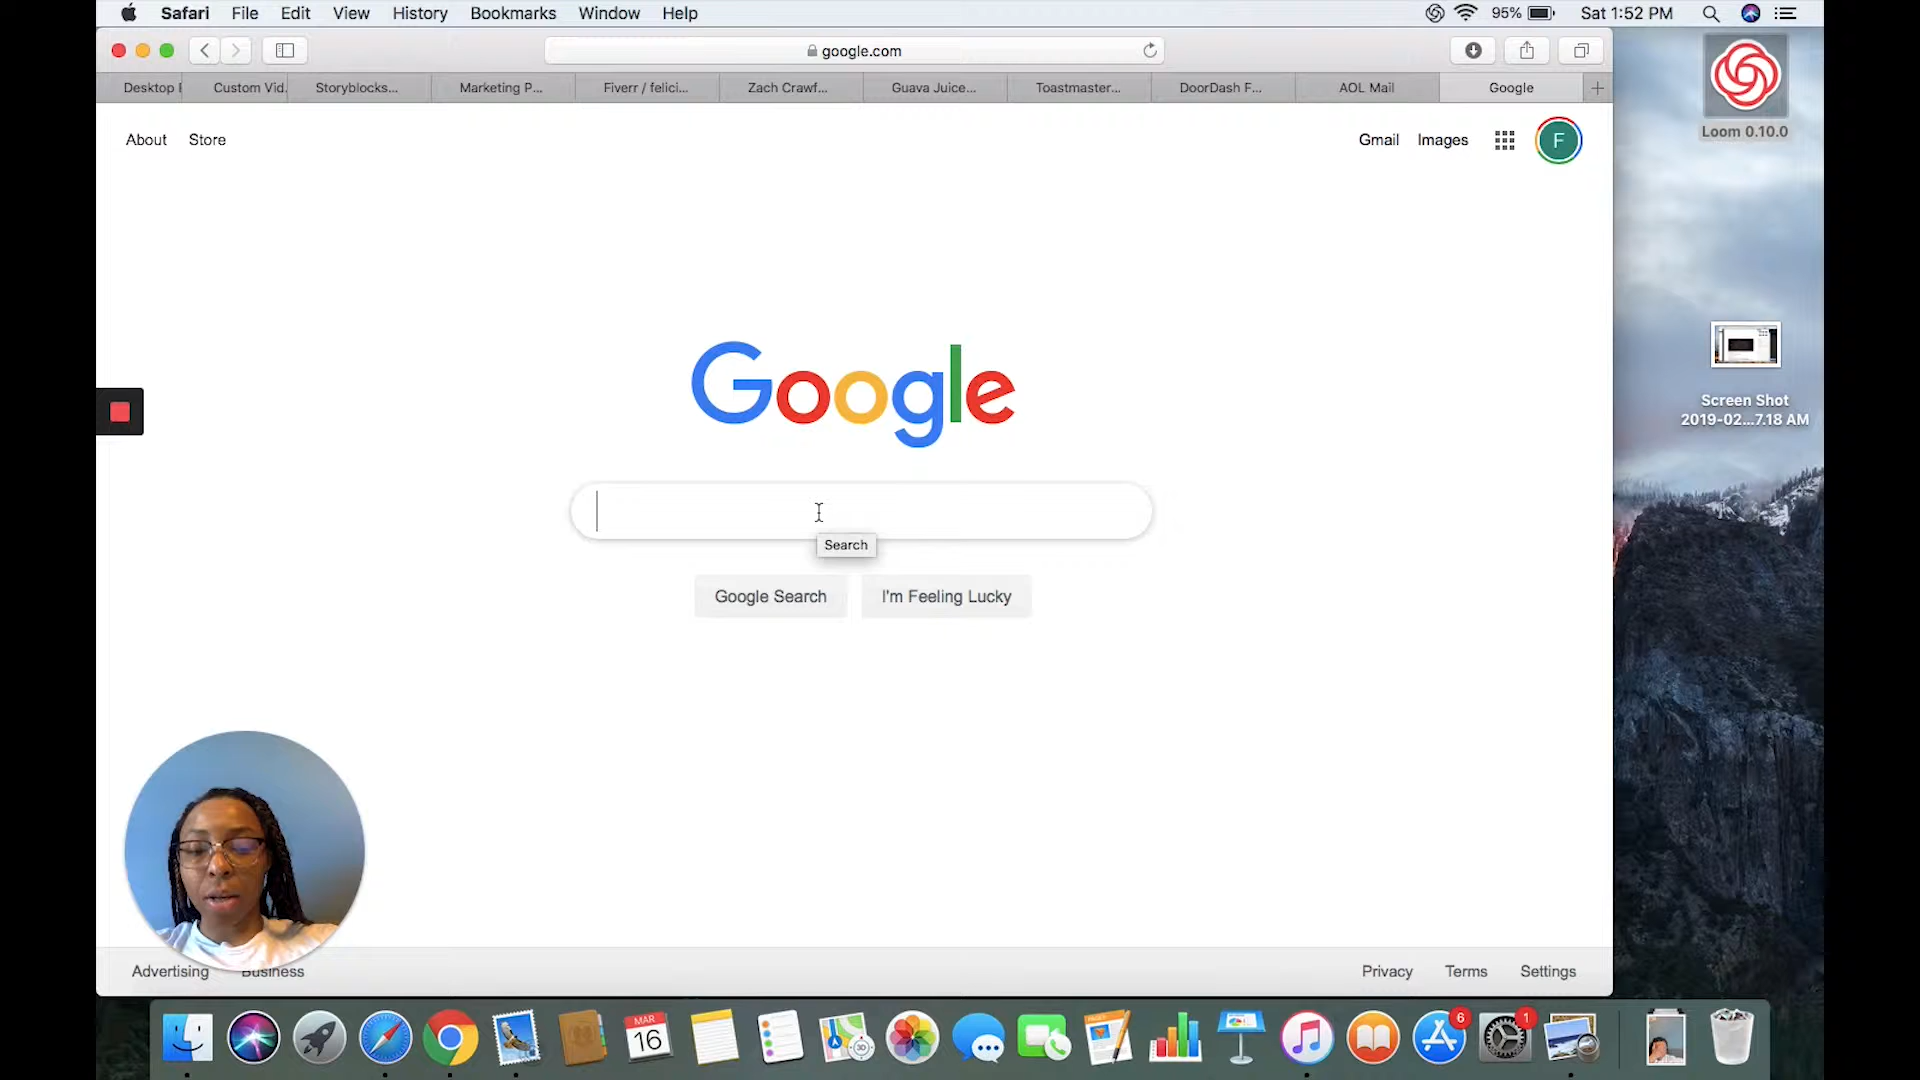 Safari File Edit View History Bookmarks Window Help 95% Sat 1:52 PM
google.com
Desktop Custom Vid. Storyblocks... Marketing P... Fiverr / felici... Zach Crawf... Guava Juice... Toastmaster... DoorDash F... AOL Mail Google
About Store Gmail Images F
Loom 0.10.0
Google
Screen Shot
2019-02...7.18 AM
Search
Google Search I'm Feeling Lucky
Advertising Business Privacy Terms Settings
MAR
16
3D
6
1